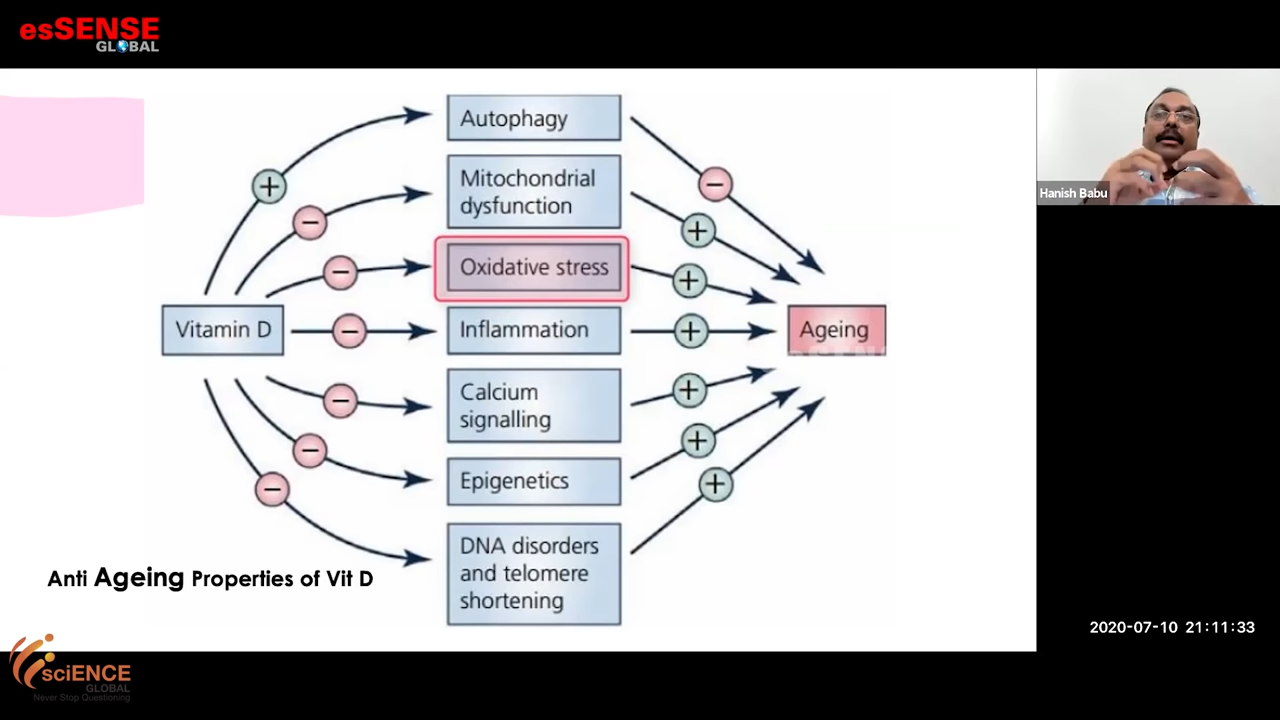 esSENSE
GLOBAL
Hanish Babu
Autophagy
Mitochondrial
dysfunction
Oxidative stress
Vitamin D
Inflammation
Ageing
Calcium
signalling
Epigenetics
DNA disorders
and telomere
shortening
Anti Ageing Properties of Vit D
2020-07-10 21:11:33
sciENCE
GLOBAL
Never Stop Questioning